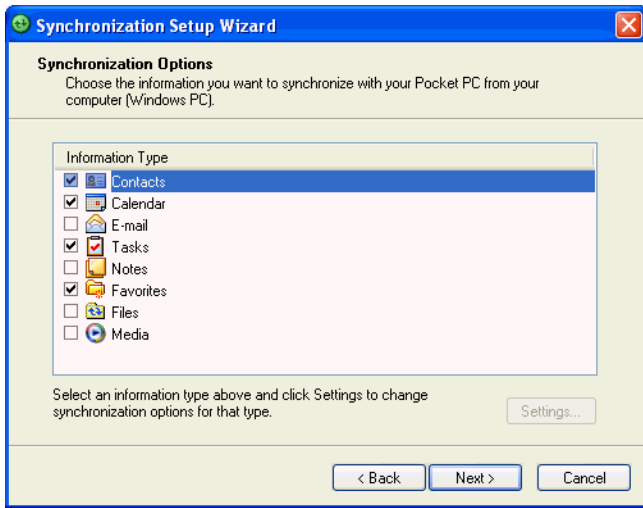 Synchronization Setup Wizard
Synchronization Options
Choose the information you want to synchronize with your Pocket PC from your
computer (Windows PC).
Information Type
Contacts
Calendar
E-mail
Tasks
Notes
Favorites
Files
Media
Select an information type above and click Settings to change
synchronization options for that type.
Settings...
< Back
Next >
Cancel